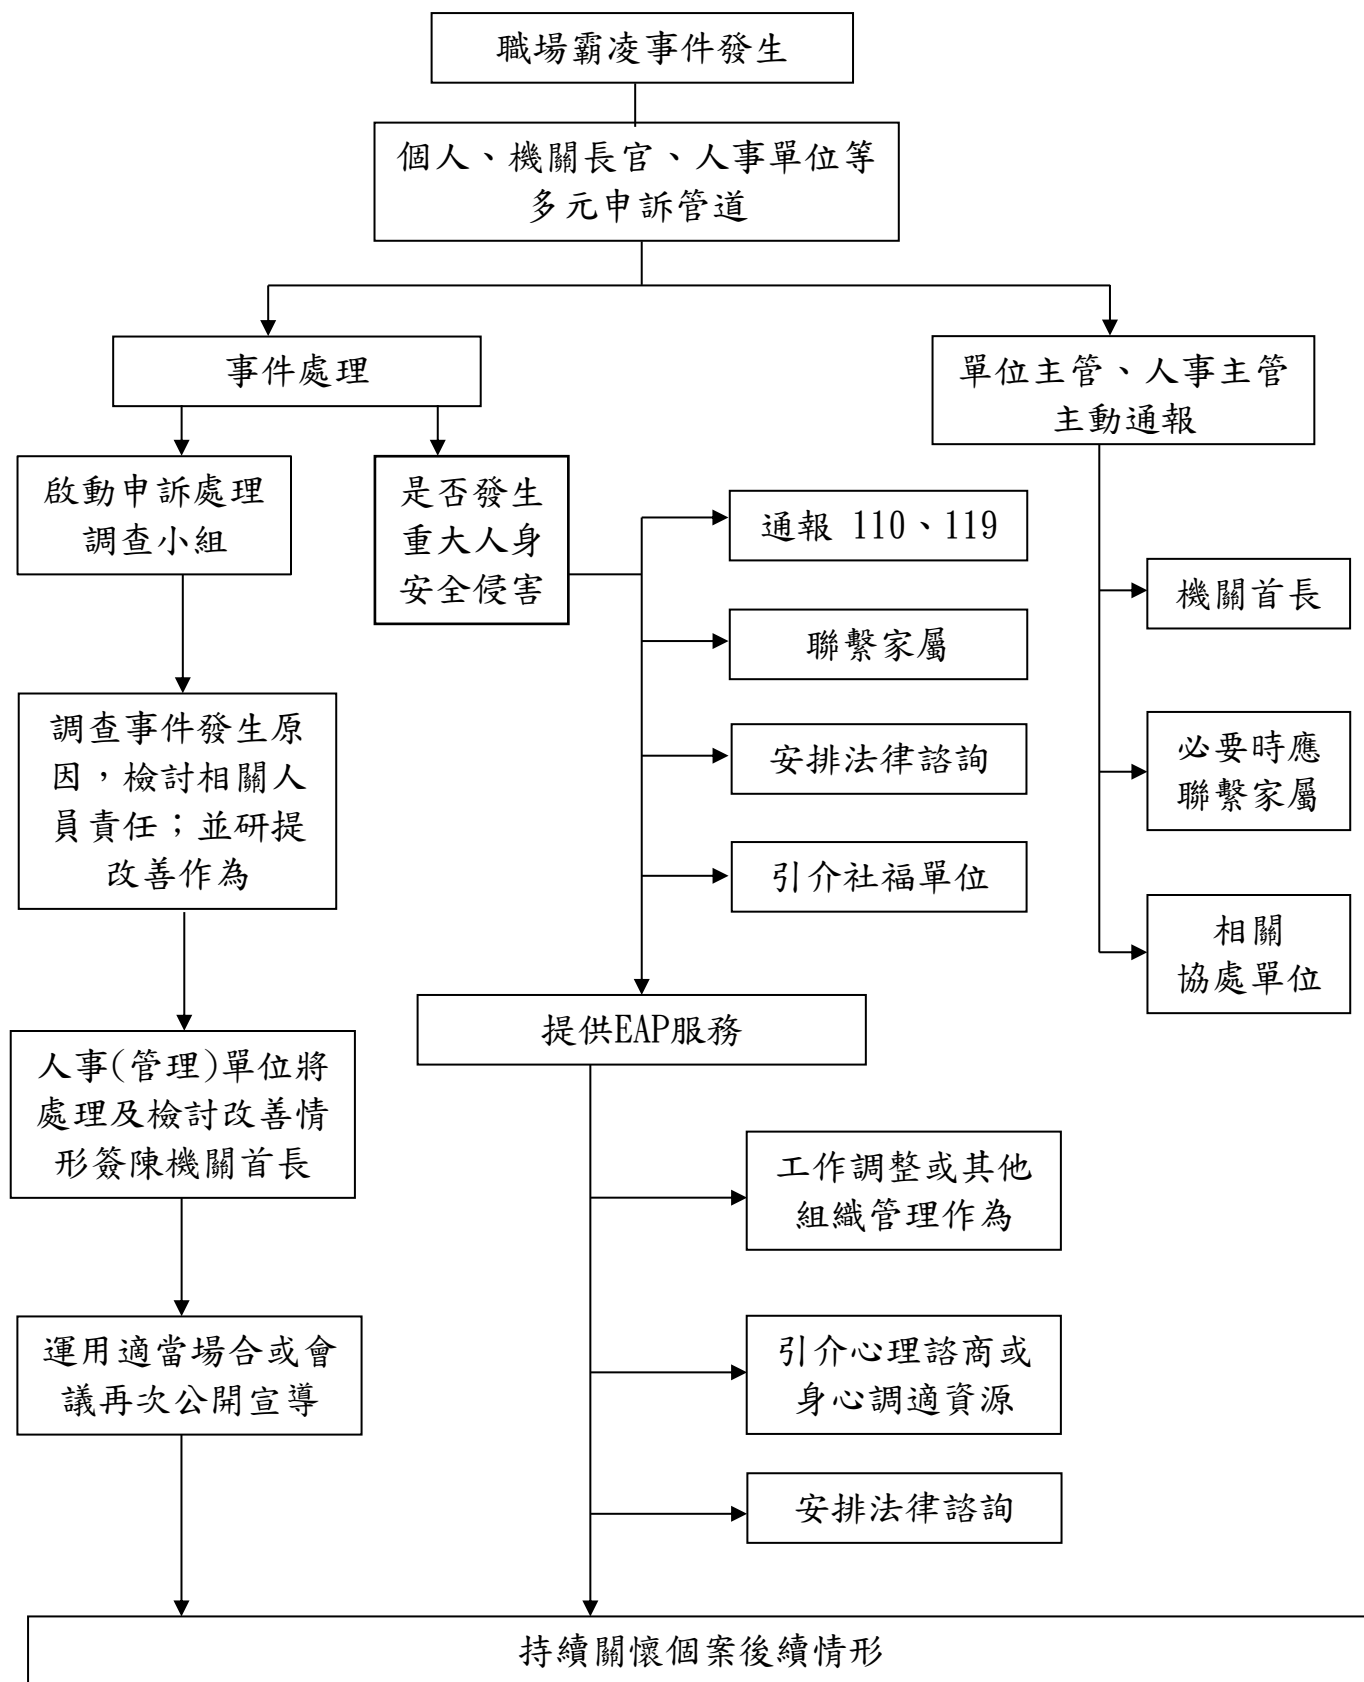 職場霸凌事件發生
個人、機關長官、人事單位等
多元申訴管道
事件處理
單位主管、人事主管
主動通報
啟動申訴處理
調查小組
是否發生
重大人身
安全侵害
通報 110、119
聯繫家屬
安排法律諮詢
引介社福單位
機關首長
必要時應
聯繫家屬
相關
協處單位
調查事件發生原
因，檢討相關人
員責任；並研提
改善作為
提供EAP服務
人事(管理)單位將
處理及檢討改善情
形簽陳機關首長
工作調整或其他
組織管理作為
引介心理諮商或
身心調適資源
安排法律諮詢
運用適當場合或會
議再次公開宣導
持續關懷個案後續情形